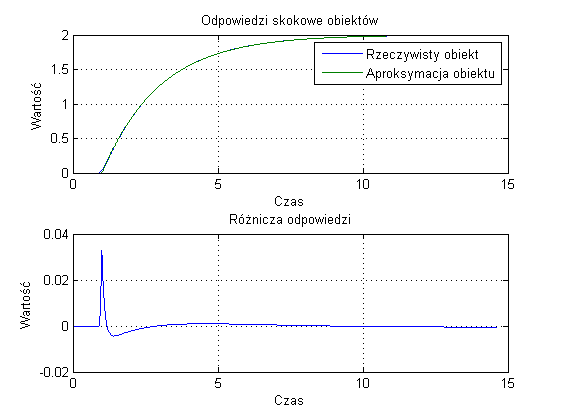 Odpowiedzi skokowe obiektów
2
1.5
1
0.5
0
Wartość
Rzeczywisty obiekt
Aproksymacja obiektu
0 5 10 15
Czas
Różnicza odpowiedzi
0.04
0.02
0
-0.02
Wartość
0 5 10 15
Czas